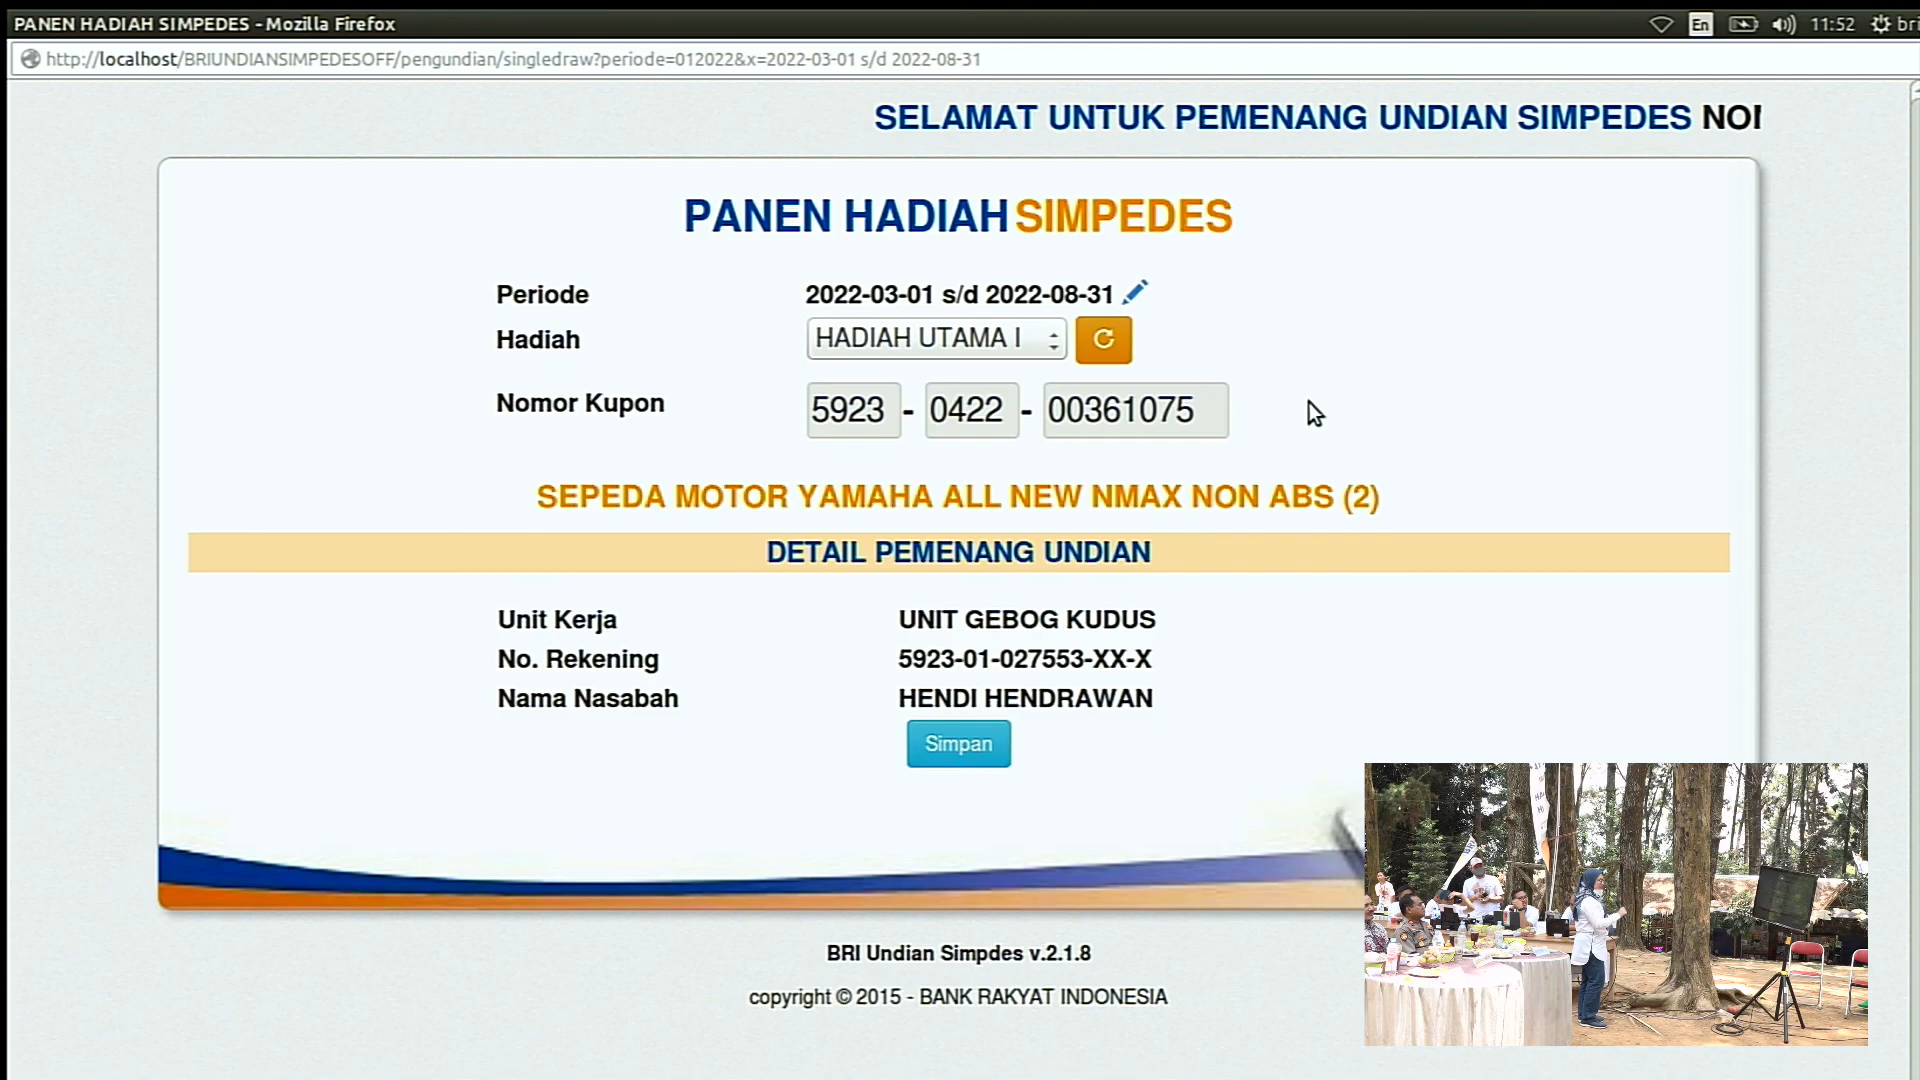 PANEN HADIAH SIMPEDES - Mozilla Firefox
En
11:52
bri
http://localhost/BRIUNDIANSIMPEDESOFF/pengundian/singledraw?periode=012022&x=2022-03-01 s/d 2022-08-31
SELAMAT UNTUK PEMENANG UNDIAN SIMPEDES NO
PANEN HADIAH SIMPEDES
Periode 2022-03-01 s/d 2022-08-31
Hadiah HADIAH UTAMA I
Nomor Kupon 5923 - 0422 - 00361075
SEPEDA MOTOR YAMAHA ALL NEW NMAX NON ABS (2)
DETAIL PEMENANG UNDIAN
Unit Kerja UNIT GEBOG KUDUS
No. Rekening 5923-01-027553-XX-X
Nama Nasabah HENDI HENDRAWAN
Simpan
BRI Undian Simpdes v.2.1.8
copyright © 2015 - BANK RAKYAT INDONESIA